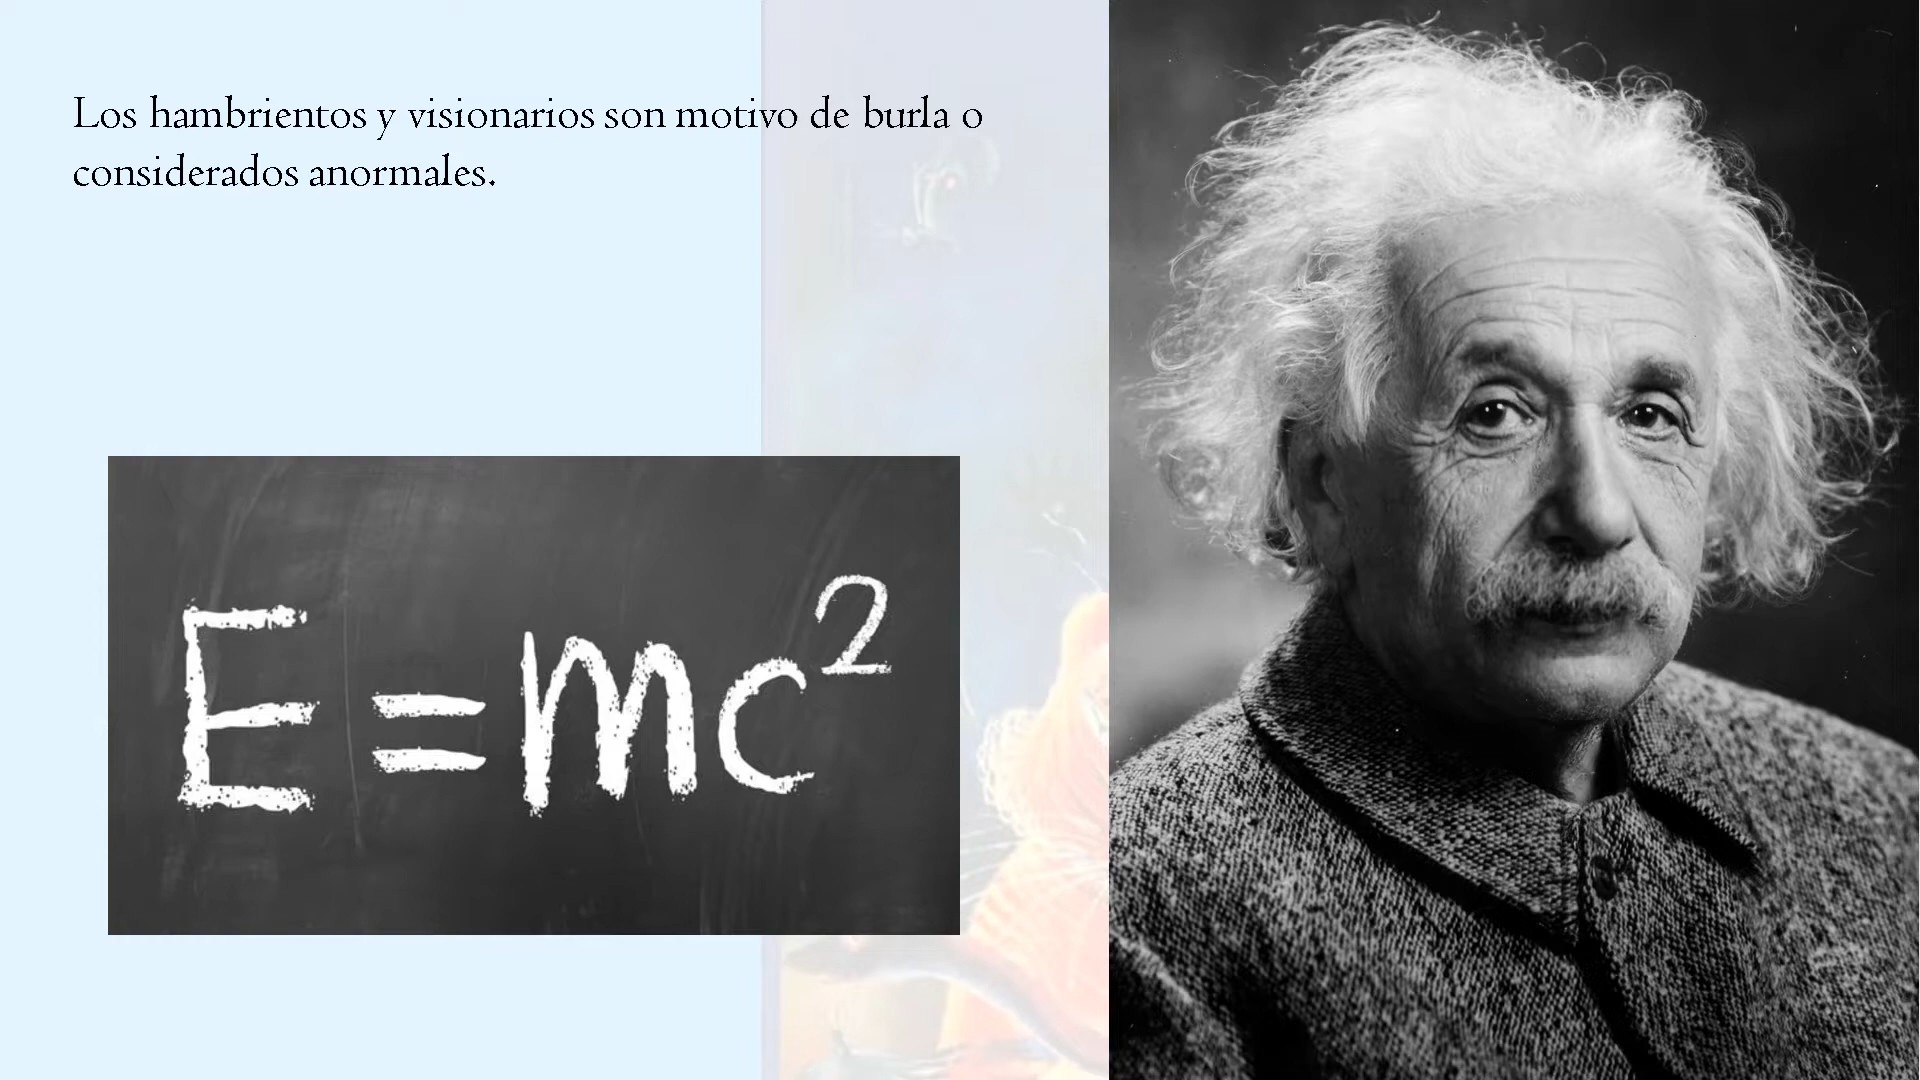 Los hambrientos y visionarios son motivo de burla o
considerados anormales.
E=mc²